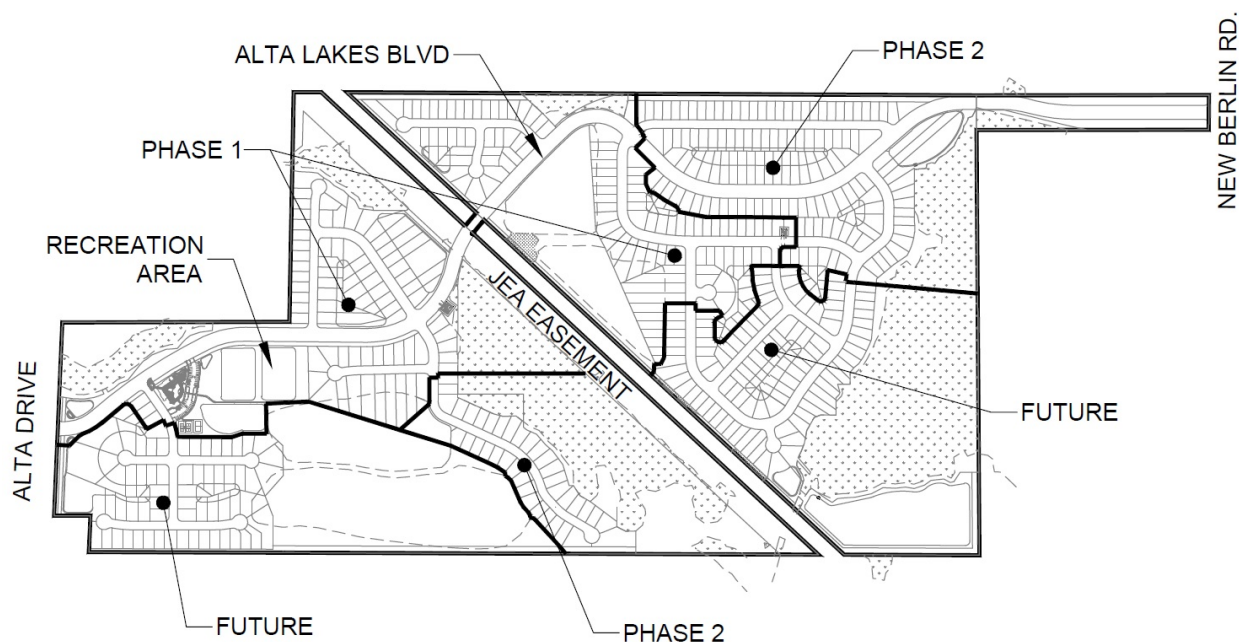 NEW BERLIN RD.
ALTA LAKES BLVD
PHASE 2
PHASE 1
RECREATION
AREA
JEA EASEMENT
ALTA DRIVE
FUTURE
FUTURE
PHASE 2